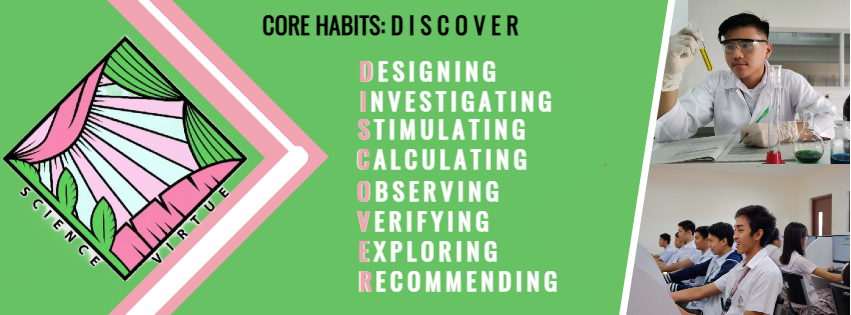 CORE HABITS: D I S C O V E R
DESIGNING
INVESTIGATING
STIMULATING
CALCULATING
OBSERVING
VERIFYING
EXPLORING
RECOMMENDING
SCIENCE
VIRTUE